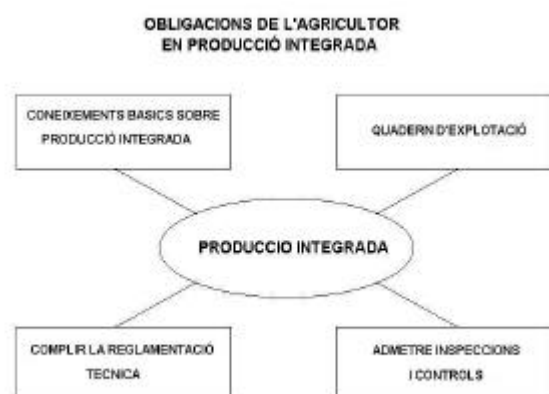 OBLIGACIONS DE L'AGRICULTOR
EN PRODUCCIÓ INTEGRADA
CONEIXEMENTS BASICS SOBRE
PRODUCCIÓ INTEGRADA
QUADERN D'EXPLOTACIÓ
PRODUCCIO INTEGRADA
COMPLIR LA REGLAMENTACIÓ
TECNICA
ADMETRE INSPECCIONS
I CONTROLS